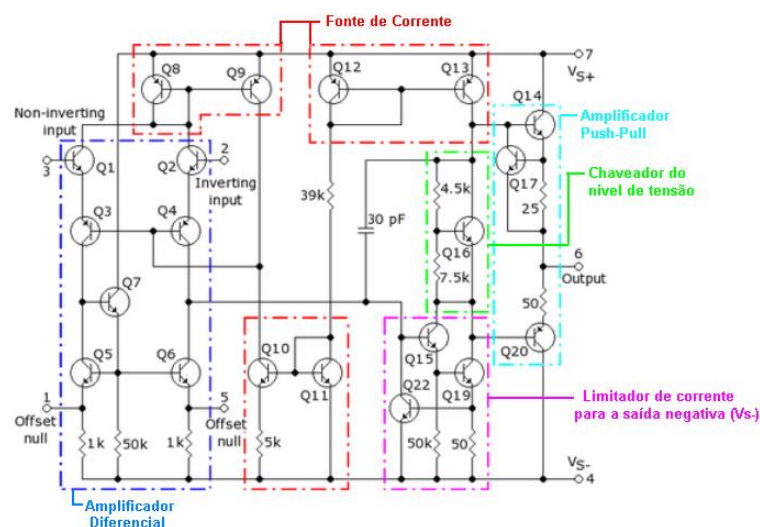 Fonte de Corrente
Q8
Q9
Q12
Q13
7
VS+
Q14
Amplificador
Push-Pull
Non-inverting
input
3
Q1
Q2
2
Inverting
input
Q17
25
Chaveador do
nivel de tensão
39k
4.5k
30 pF
Q16
7.5k
Q3
Q4
6
Output
50
Q7
Q15
Q20
Q5
Q6
Q10
Q11
Q22
Q19
Limitador de corrente
para a saída negativa (Vs-)
1
Offset
null
5
Offset
null
1k
50k
1k
5k
50k
50
VS-
4
Amplificador
Diferencial